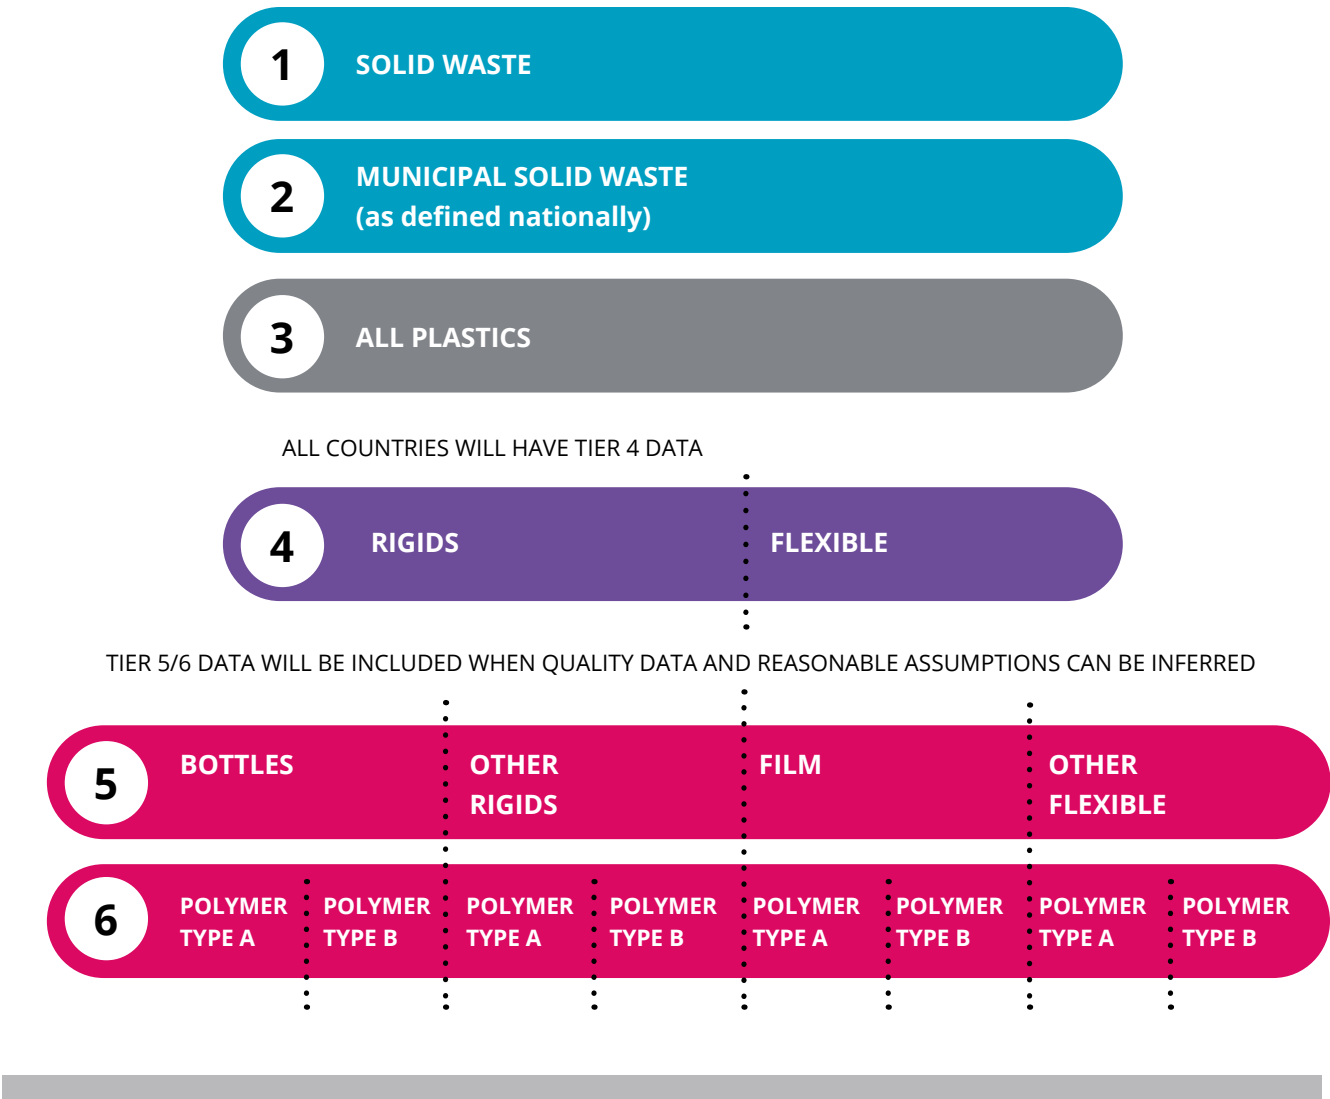 1
SOLID WASTE
2
MUNICIPAL SOLID WASTE
(as defined nationally)
3
ALL PLASTICS
ALL COUNTRIES WILL HAVE TIER 4 DATA
4
RIGIDS
FLEXIBLE
TIER 5/6 DATA WILL BE INCLUDED WHEN QUALITY DATA AND REASONABLE ASSUMPTIONS CAN BE INFERRED
5
BOTTLES
OTHER
RIGIDS
FILM
OTHER
FLEXIBLE
6
POLYMER
TYPE A
POLYMER
TYPE B
POLYMER
TYPE A
POLYMER
TYPE B
POLYMER
TYPE A
POLYMER
TYPE B
POLYMER
TYPE A
POLYMER
TYPE B